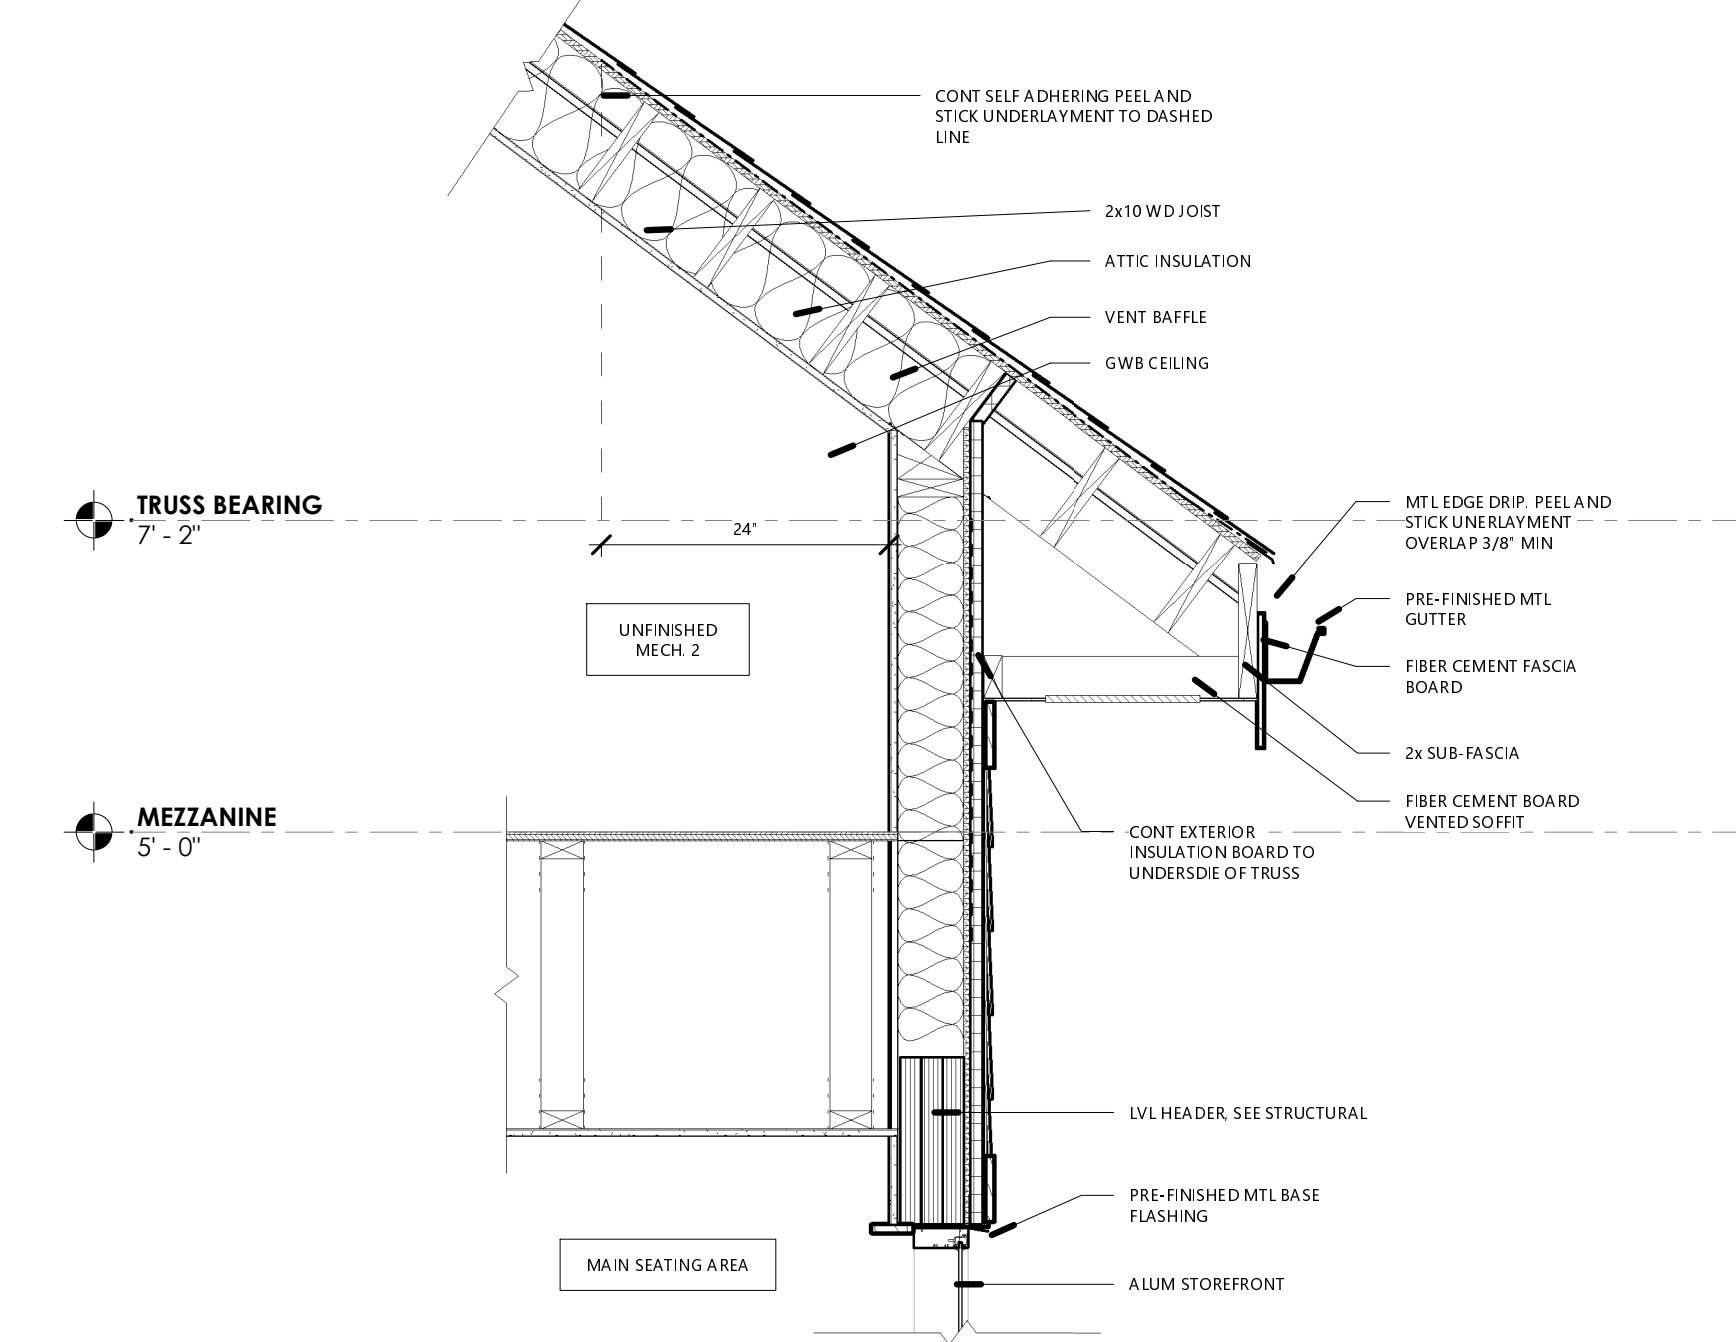 CONT SELF ADHERING PEEL AND
STICK UNDERLAYMENT TO DASHED
LINE
2x10 WD JOIST
ATTIC INSULATION
VENT BAFFLE
GWB CEILING
TRUSS BEARING
7' - 2"
24"
MTL EDGE DRIP. PEEL AND
STICK UNERLAYMENT
OVERLAP 3/8" MIN
PRE-FINISHED MTL
GUTTER
UNFINISHED
MECH. 2
FIBER CEMENT FASCIA
BOARD
2x SUB-FASCIA
FIBER CEMENT BOARD
VENTED SOFFIT
MEZZANINE
5' - 0"
CONT EXTERIOR
INSULATION BOARD TO
UNDERSDIE OF TRUSS
LVL HEADER, SEE STRUCTURAL
PRE-FINISHED MTL BASE
FLASHING
MAIN SEATING AREA
ALUM STOREFRONT